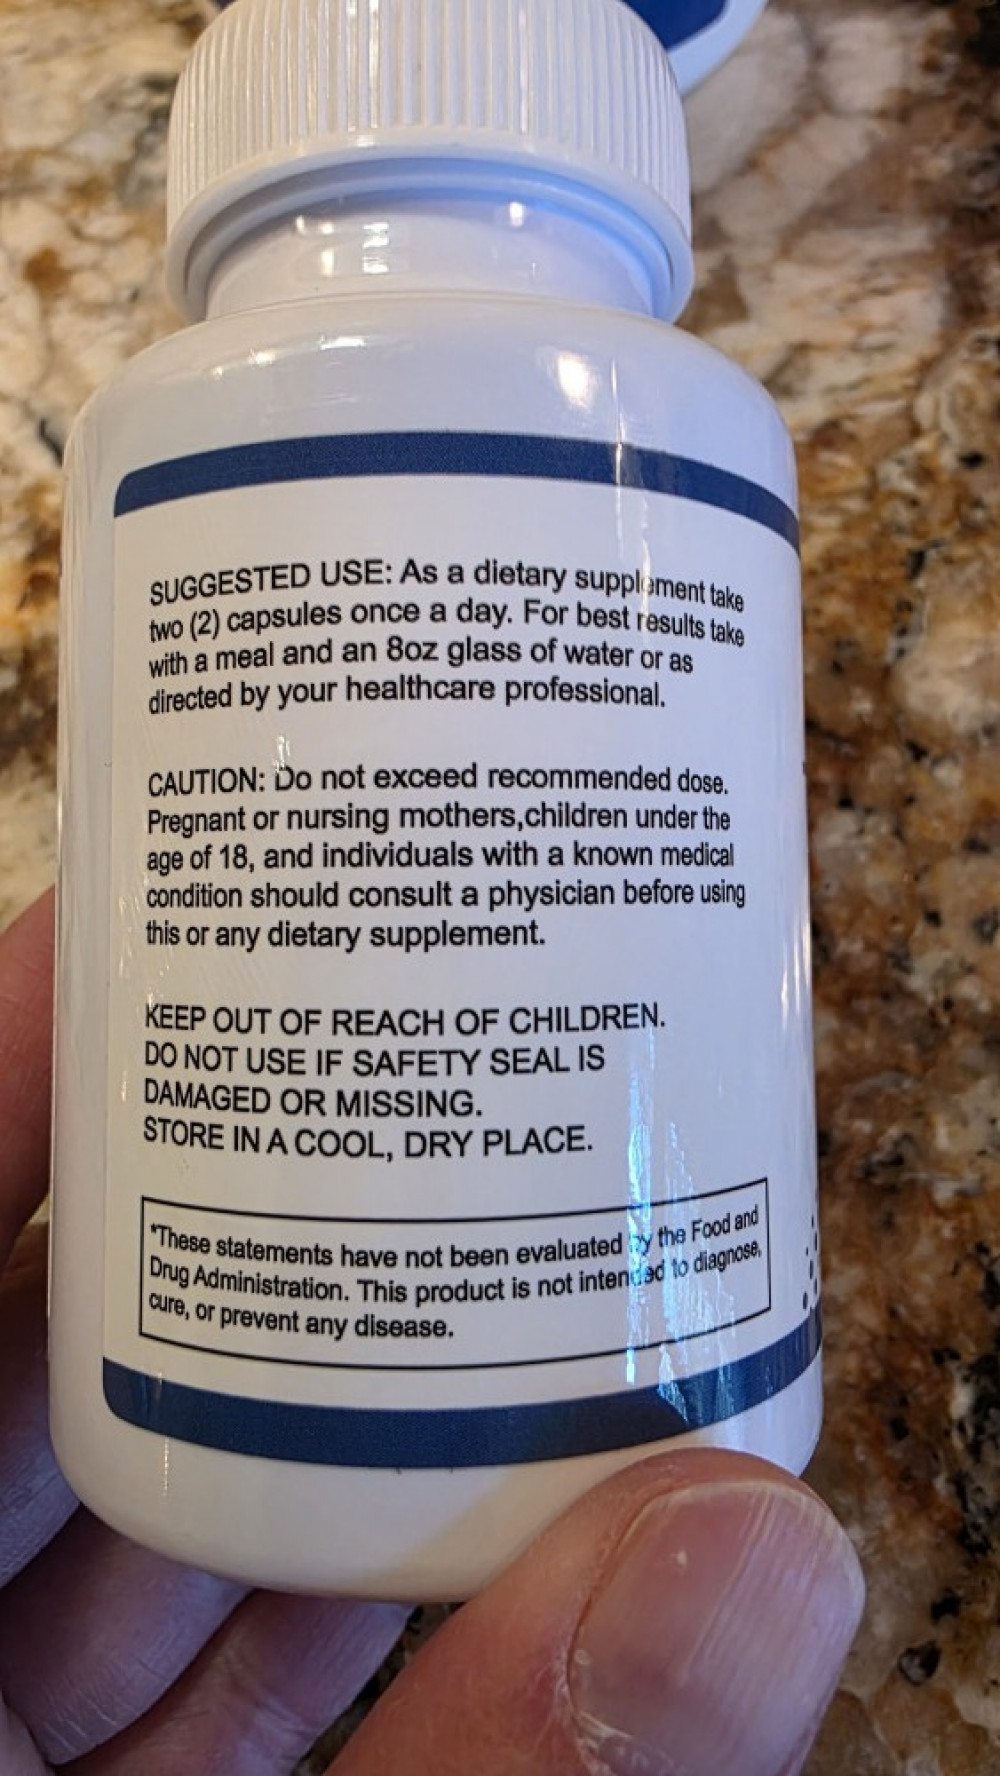 SUGGESTED USE: As a dietary supplement take
two (2) capsules once a day. For best results take
with a meal and an 8oz glass of water or as
directed by your healthcare professional.
CAUTION: Do not exceed recommended dose.
Pregnant or nursing mothers,children under the
age of 18, and individuals with a known medical
condition should consult a physician before using
this or any dietary supplement.
KEEP OUT OF REACH OF CHILDREN.
DO NOT USE IF SAFETY SEAL IS
DAMAGED OR MISSING.
STORE IN A COOL, DRY PLACE.
*These statements have not been evaluated by the Food and
Drug Administration. This product is not intended to diagnose,
cure, or prevent any disease.